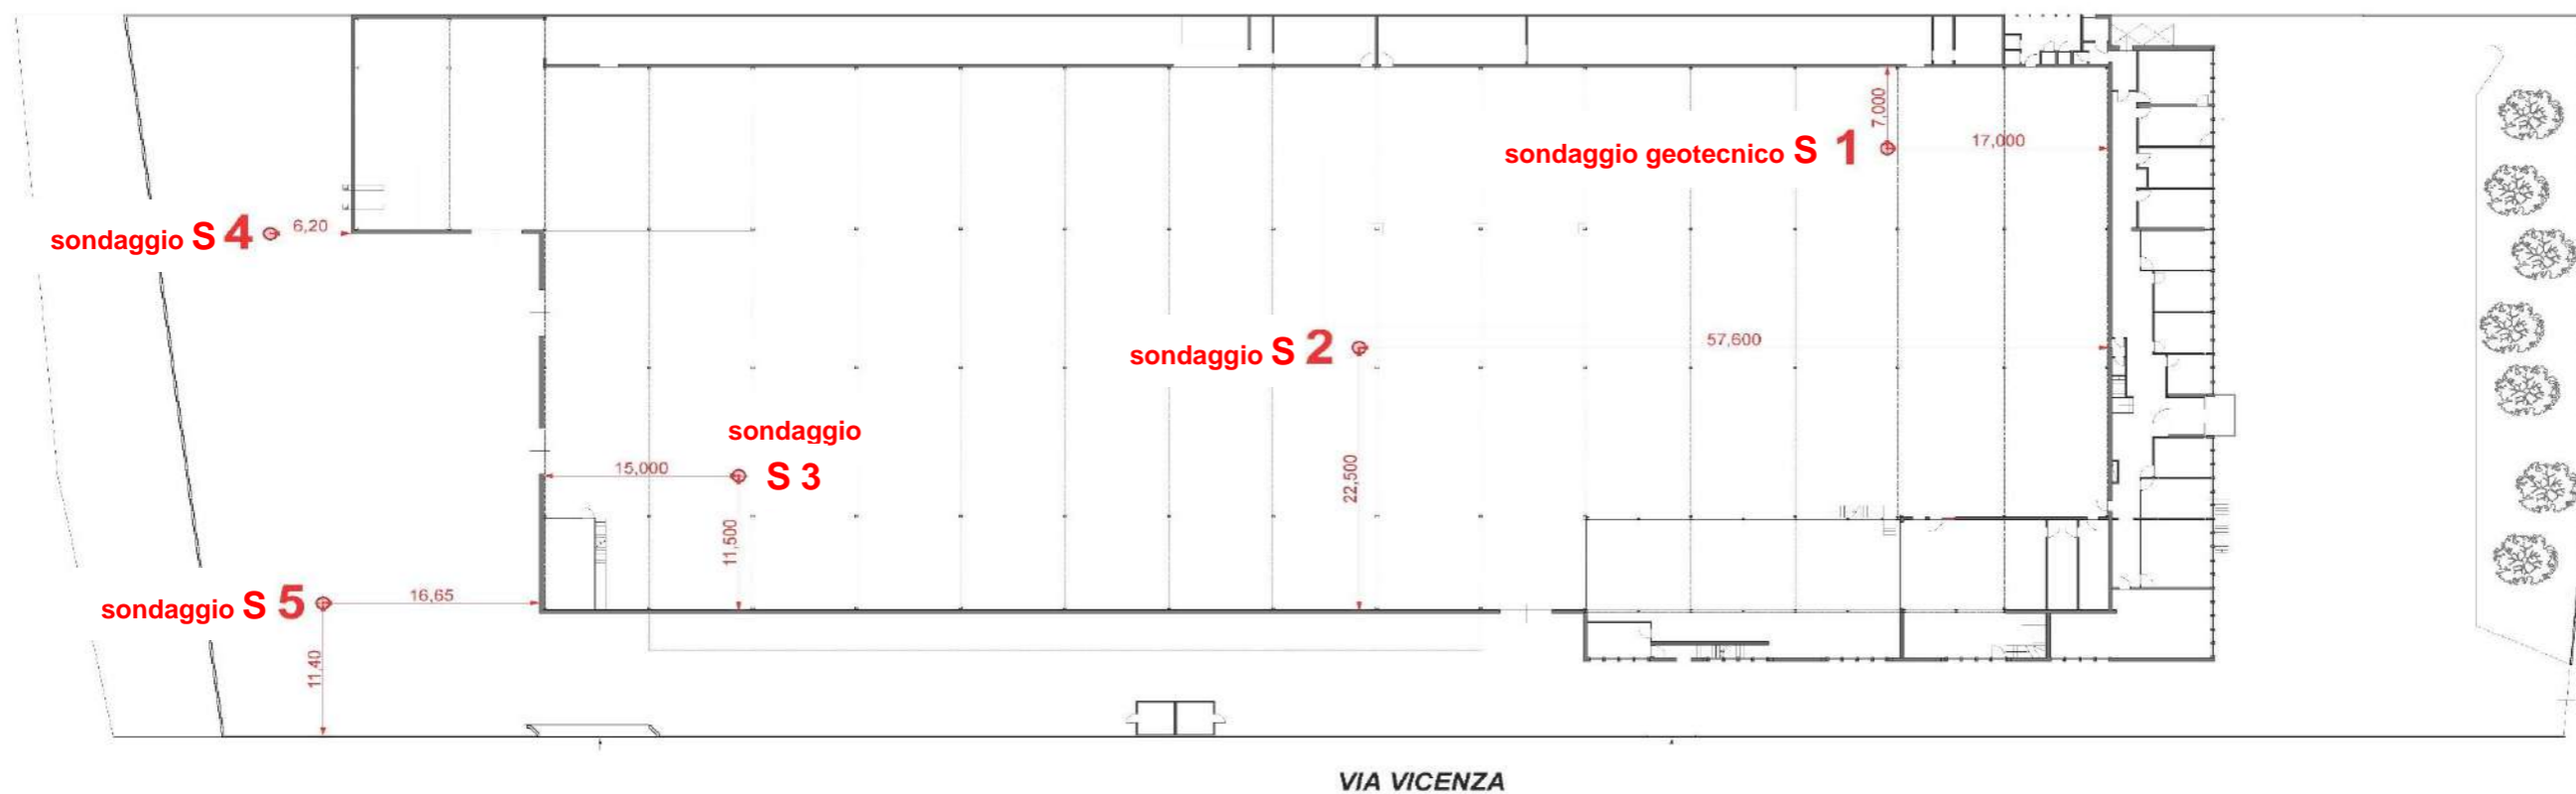 7,000
sondaggio geotecnico S 1
17,000
sondaggio S 4
6,20
sondaggio S 2
57,600
sondaggio
S 3
15,000
22,500
11,500
sondaggio S 5
16,65
11,40
VIA VICENZA